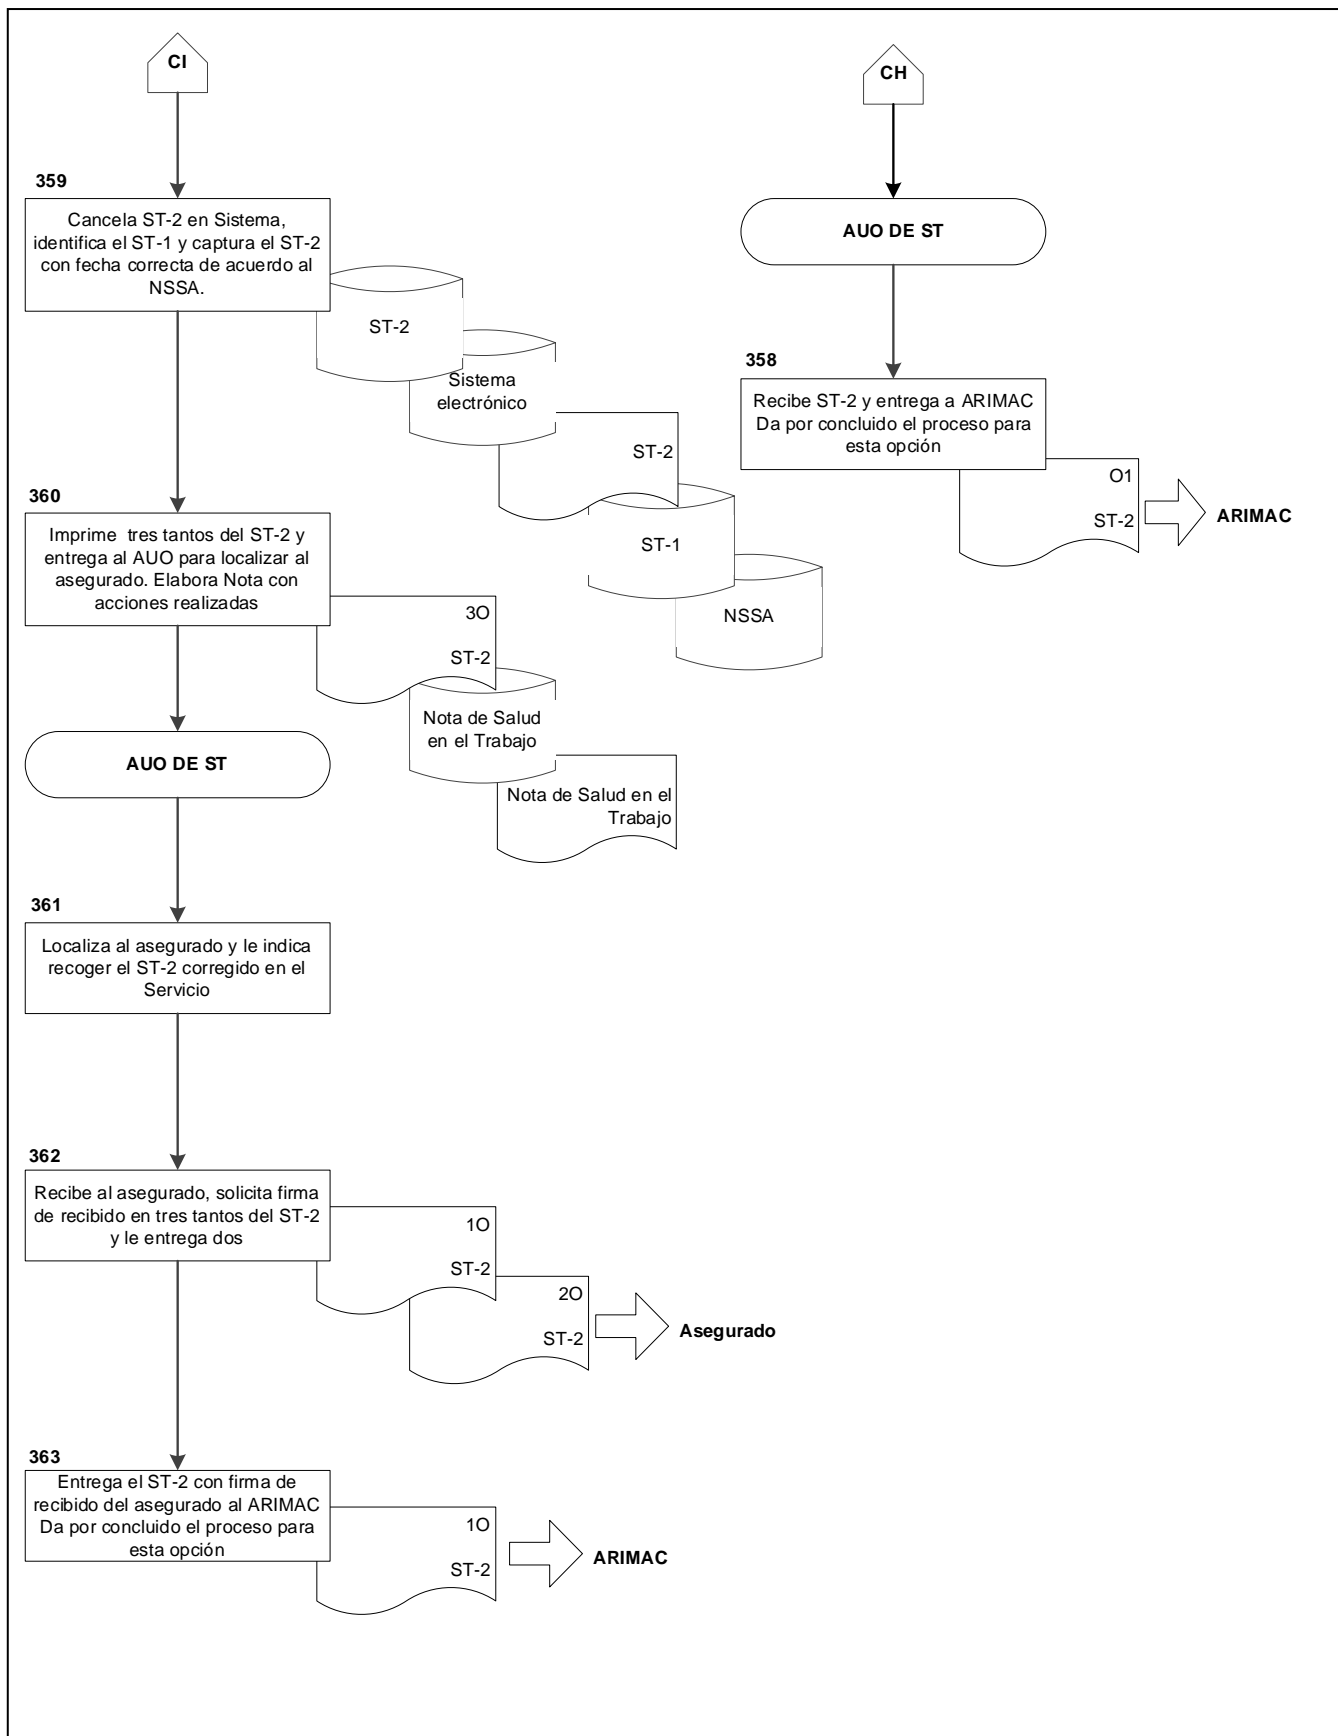 CI
359
Cancela ST-2 en Sistema,
identifica el ST-1 y captura el ST-2
con fecha correcta de acuerdo al
NSSA.
ST-2
Sistema
electrónico
ST-2
ST-1
NSSA
360
Imprime tres tantos del ST-2 y
entrega al AUO para localizar al
asegurado. Elabora Nota con
acciones realizadas
3O
ST-2
Nota de Salud
en el Trabajo
Nota de Salud en el
Trabajo
AUO DE ST
361
Localiza al asegurado y le indica
recoger el ST-2 corregido en el
Servicio
362
Recibe al asegurado, solicita firma
de recibido en tres tantos del ST-2
y le entrega dos
1O
ST-2
2O
ST-2
Asegurado
363
Entrega el ST-2 con firma de
recibido del asegurado al ARIMAC
Da por concluido el proceso para
esta opción
1O
ST-2
ARIMAC
CH
AUO DE ST
358
Recibe ST-2 y entrega a ARIMAC
Da por concluido el proceso para
esta opción
O1
ST-2
ARIMAC